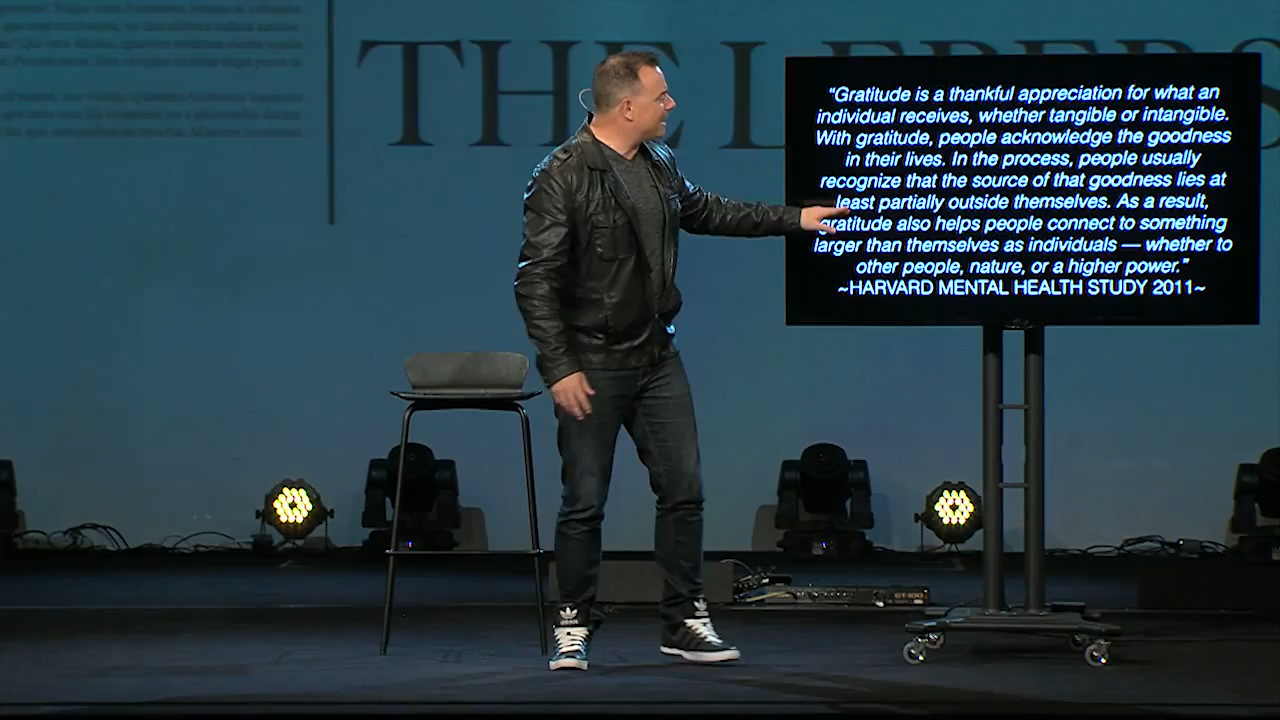 THE LEPERS
“Gratitude is a thankful appreciation for what an
individual receives, whether tangible or intangible.
With gratitude, people acknowledge the goodness
in their lives. In the process, people usually
recognize that the source of that goodness lies at
least partially outside themselves. As a result,
gratitude also helps people connect to something
larger than themselves as individuals — whether to
other people, nature, or a higher power.”
~HARVARD MENTAL HEALTH STUDY 2011~